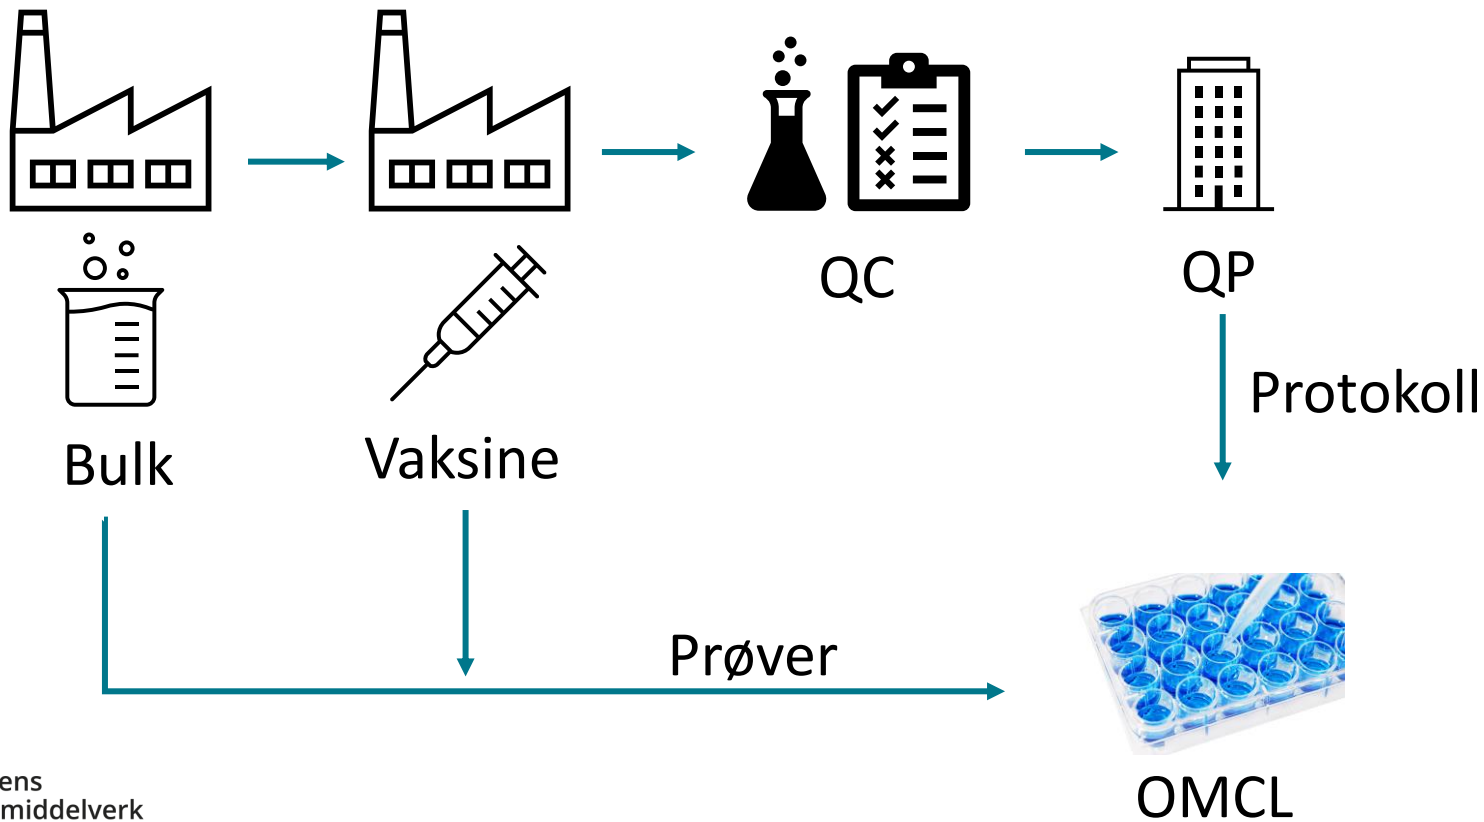 QC
QP
Protokoll
Bulk
Vaksine
Prøver
ens
middelverk
OMCL